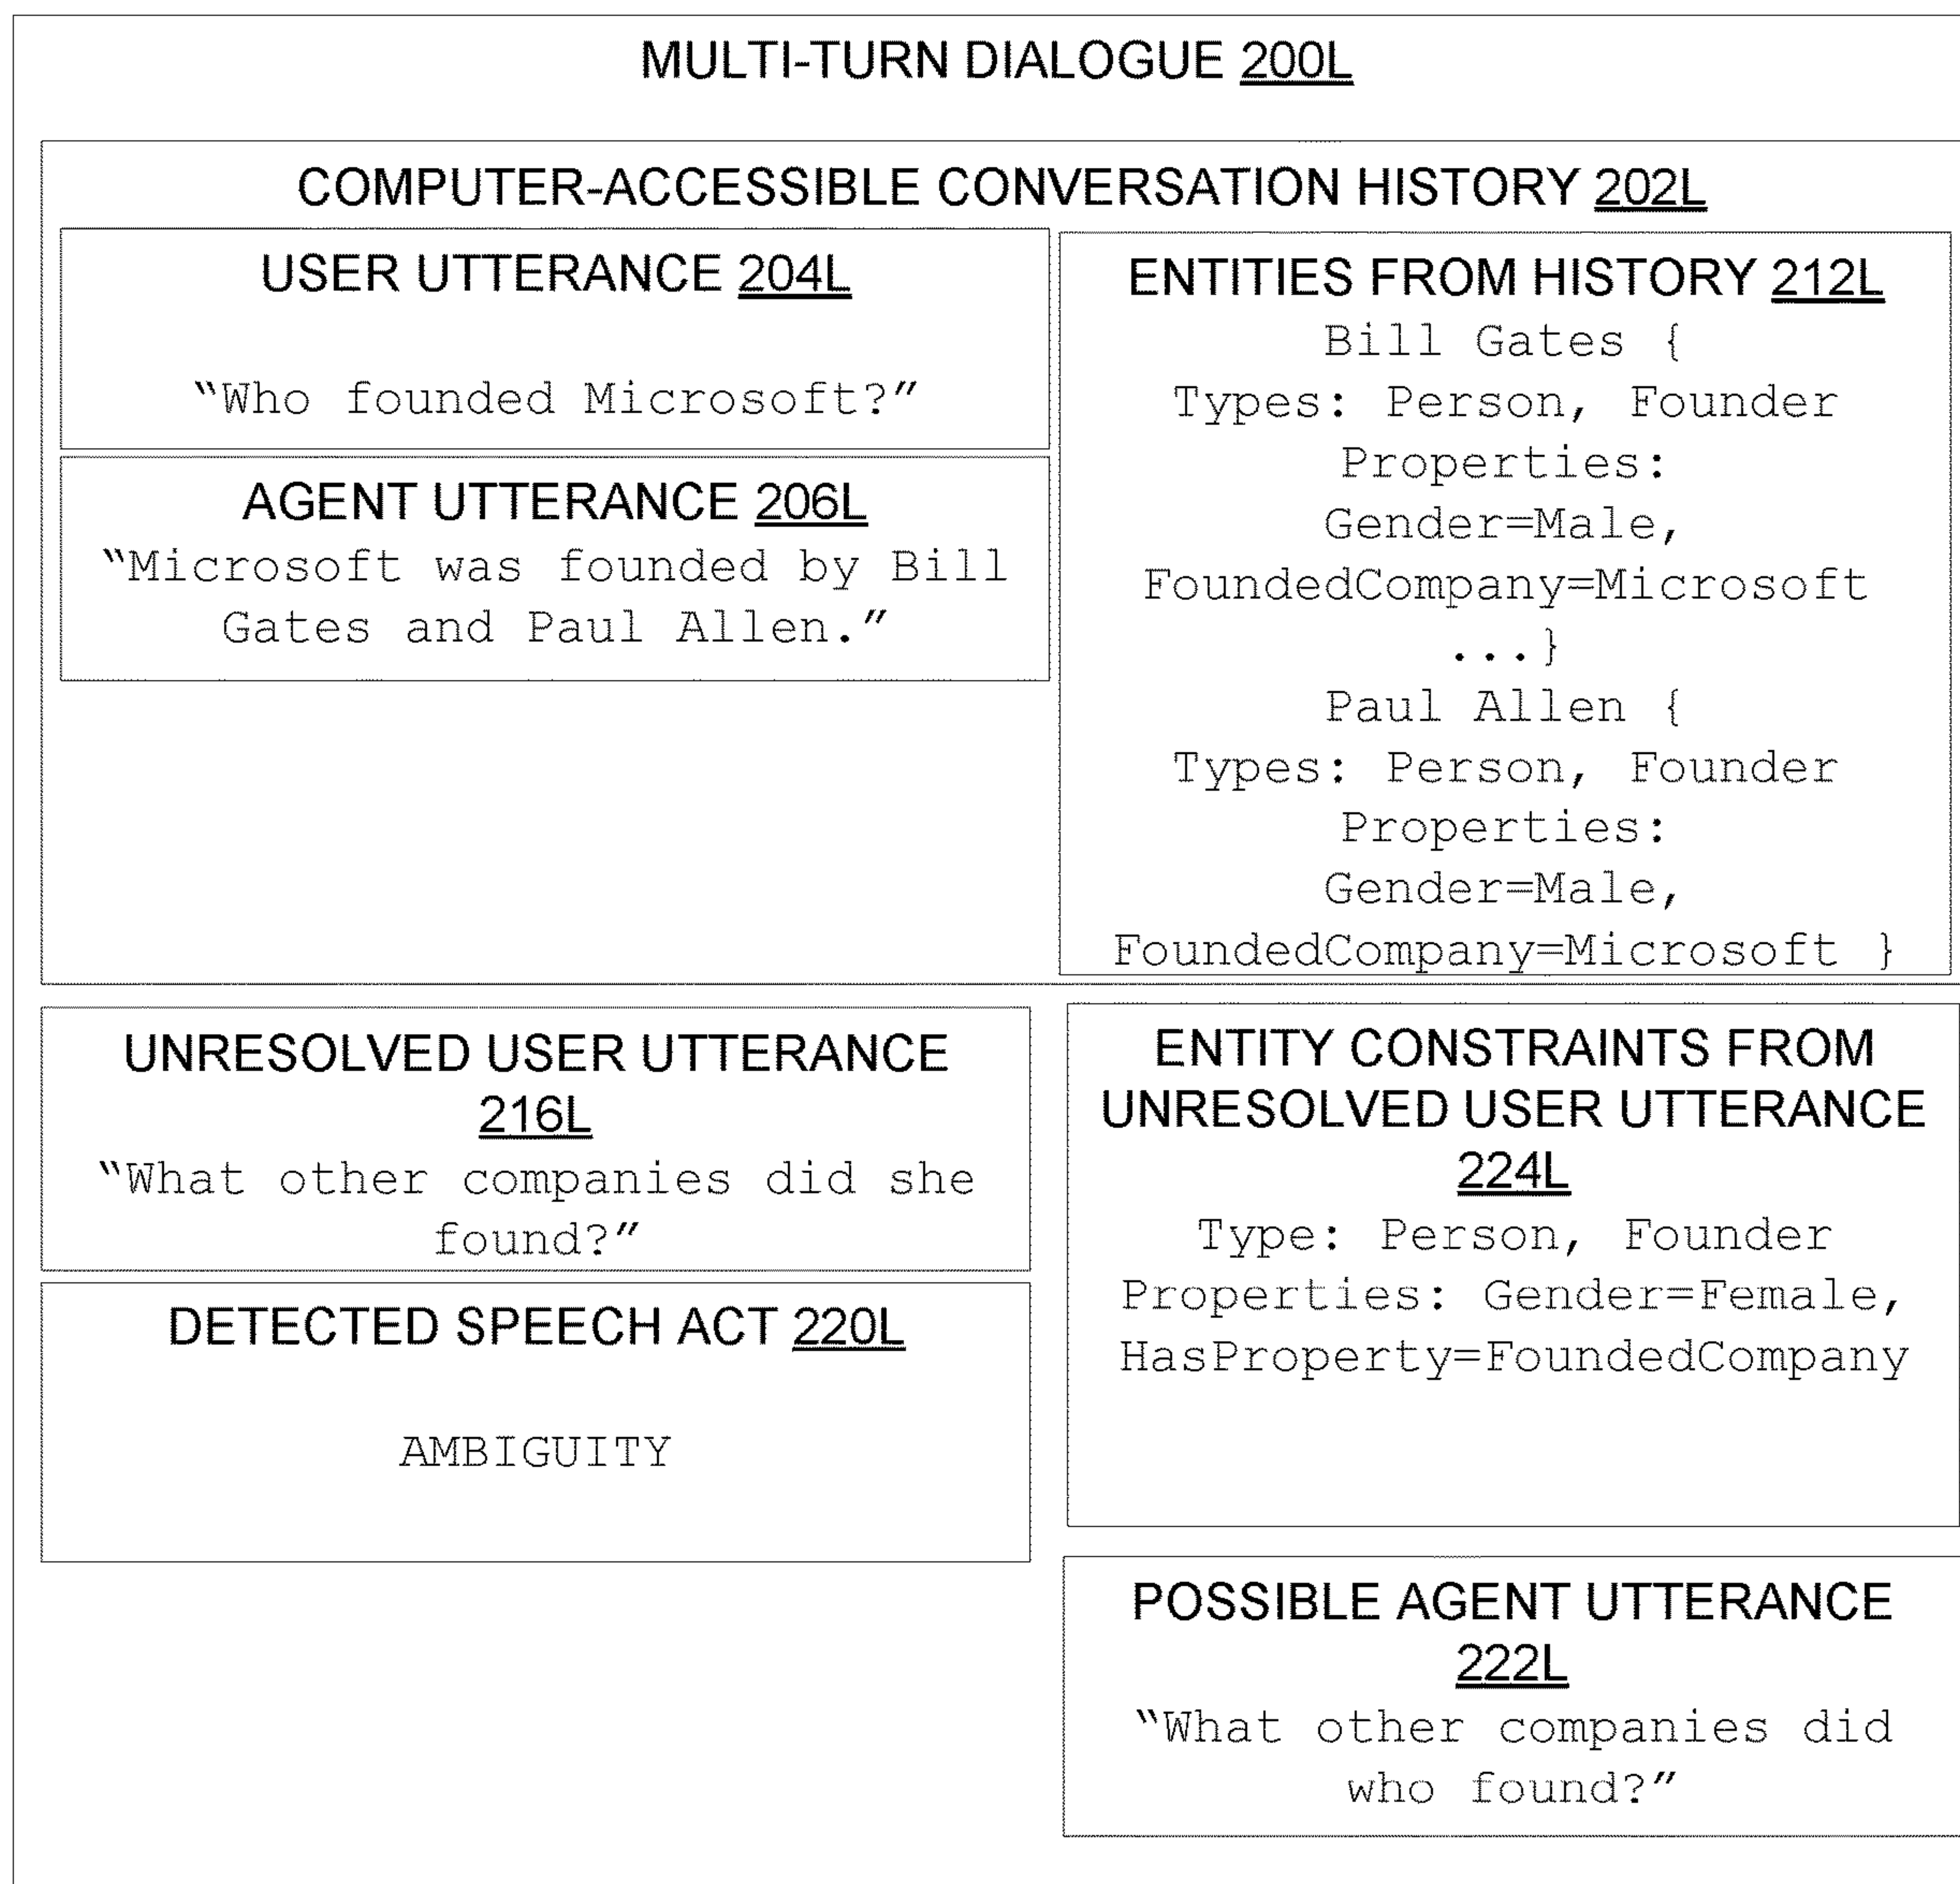 MULTI-TURN DIALOGUE 200L
COMPUTER-ACCESSIBLE CONVERSATION HISTORY 202L
USER UTTERANCE 204L
“Who founded Microsoft?”
AGENT UTTERANCE 206L
“Microsoft was founded by Bill
Gates and Paul Allen.”
ENTITIES FROM HISTORY 212L
Bill Gates {
Types: Person, Founder
Properties:
Gender=Male,
FoundedCompany=Microsoft
...}
Paul Allen {
Types: Person, Founder
Properties:
Gender=Male,
FoundedCompany=Microsoft }
UNRESOLVED USER UTTERANCE
216L
“What other companies did she
found?”
DETECTED SPEECH ACT 220L
AMBIGUITY
ENTITY CONSTRAINTS FROM
UNRESOLVED USER UTTERANCE
224L
Type: Person, Founder
Properties: Gender=Female,
HasProperty=FoundedCompany
POSSIBLE AGENT UTTERANCE
222L
“What other companies did
who found?”